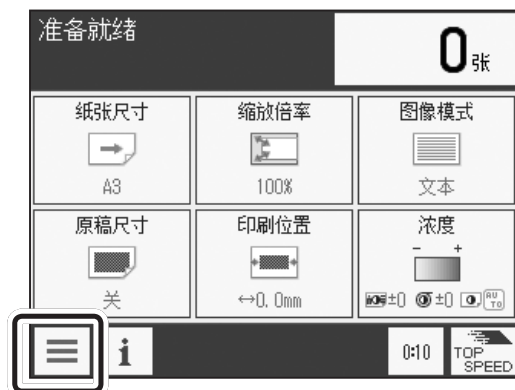 准备就绪
0张
纸张尺寸
缩放倍率
图像模式
A3
100%
文本
原稿尺寸
印刷位置
浓度
- +
关
↔0.0mm
±0 ±0 AUTO
i
0:10
TOP SPEED